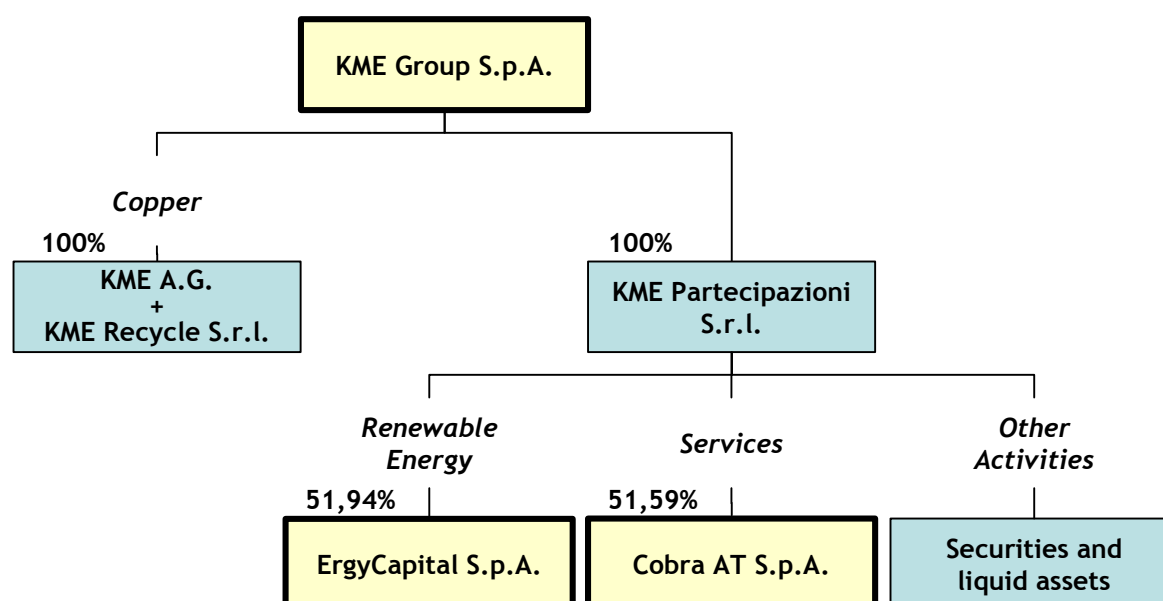 KME Group S.p.A.
Copper
100%
KME A.G.
+
KME Recycle S.r.l.
100%
KME Partecipazioni
S.r.l.
Renewable
Energy
51,94%
ErgyCapital S.p.A.
Services
51,59%
Cobra AT S.p.A.
Other
Activities
Securities and
liquid assets